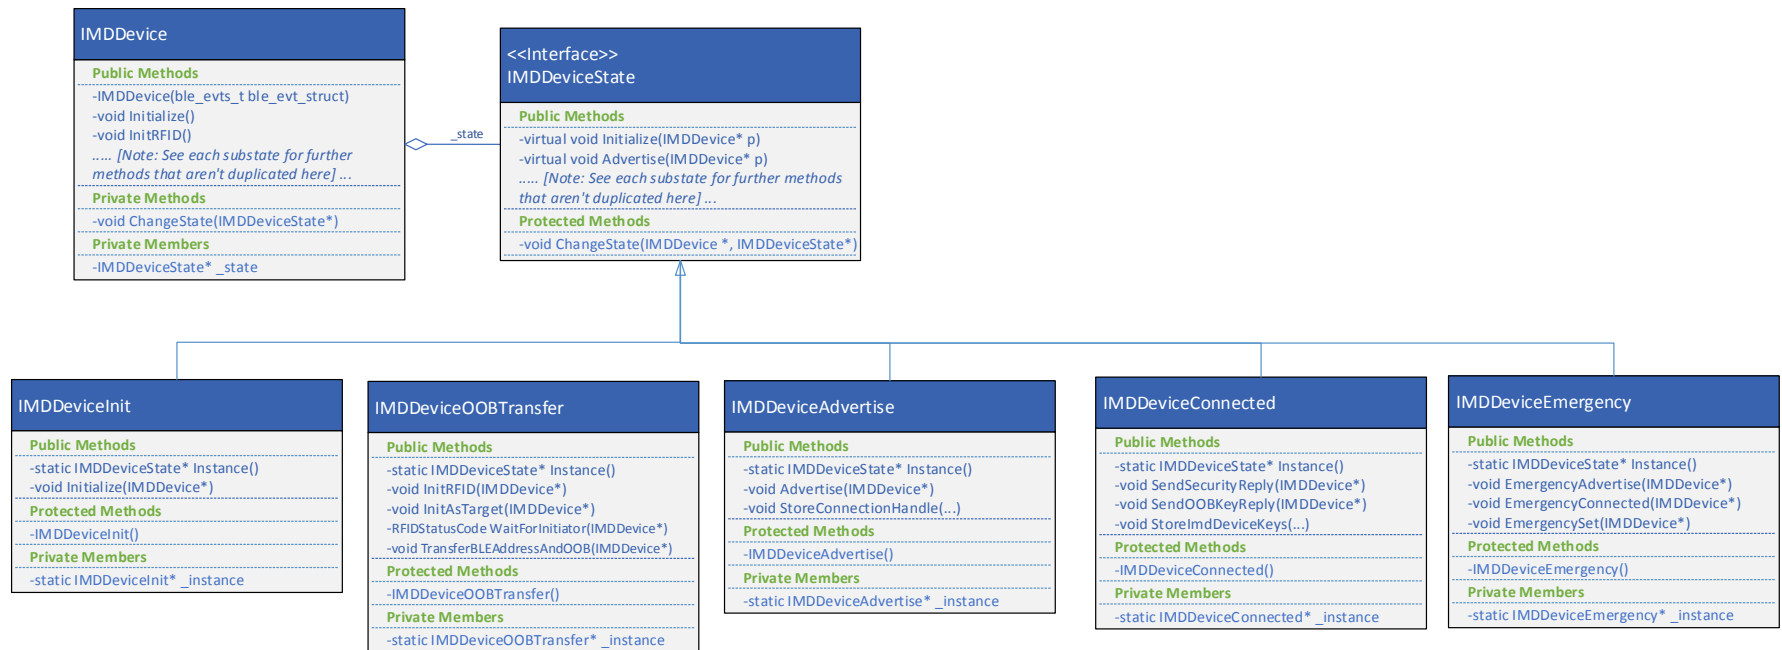 IMDDevice
Public Methods
-IMDDevice(ble_evts_t ble_evt_struct)
-void Initialize()
-void InitRFID()
..... [Note: See each substate for further
methods that aren't duplicated here] ...
Private Methods
-void ChangeState(IMDDeviceState*)
Private Members
-IMDDeviceState* _state
_state
<<Interface>>
IMDDeviceState
Public Methods
-virtual void Initialize(IMDDevice* p)
-virtual void Advertise(IMDDevice* p)
..... [Note: See each substate for further methods
that aren't duplicated here] ...
Protected Methods
-void ChangeState(IMDDevice *, IMDDeviceState*)
IMDDeviceInit
Public Methods
-static IMDDeviceState* Instance()
-void Initialize(IMDDevice*)
Protected Methods
-IMDDeviceInit()
Private Members
-static IMDDeviceInit* _instance
IMDDeviceOOBTransfer
Public Methods
-static IMDDeviceState* Instance()
-void InitRFID(IMDDevice*)
-void InitAsTarget(IMDDevice*)
-RFIDStatusCode WaitForInitiator(IMDDevice*)
-void TransferBLEAddressAndOOB(IMDDevice*)
Protected Methods
-IMDDeviceOOBTransfer()
Private Members
-static IMDDeviceOOBTransfer* _instance
IMDDeviceAdvertise
Public Methods
-static IMDDeviceState* Instance()
-void Advertise(IMDDevice*)
-void StoreConnectionHandle(...)
Protected Methods
-IMDDeviceAdvertise()
Private Members
-static IMDDeviceAdvertise* _instance
IMDDeviceConnected
Public Methods
-static IMDDeviceState* Instance()
-void SendSecurityReply(IMDDevice*)
-void SendOOBKeyReply(IMDDevice*)
-void StoreImdDeviceKeys(...)
Protected Methods
-IMDDeviceConnected()
Private Members
-static IMDDeviceConnected* _instance
IMDDeviceEmergency
Public Methods
-static IMDDeviceState* Instance()
-void EmergencyAdvertise(IMDDevice*)
-void EmergencyConnected(IMDDevice*)
-void EmergencySet(IMDDevice*)
Protected Methods
-IMDDeviceEmergency()
Private Members
-static IMDDeviceEmergency* _instance